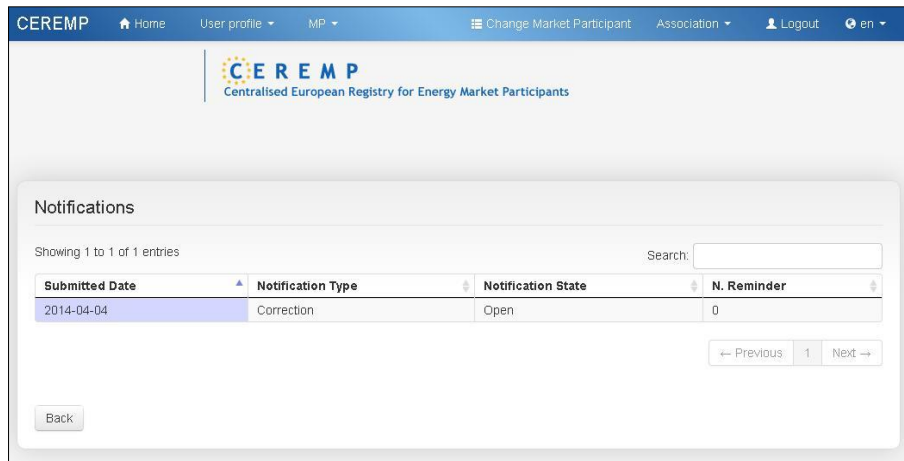 CEREMP Home User profile MP Change Market Participant Association Logout en
CEREMP
Centralised European Registry for Energy Market Participants
Notifications
Showing 1 to 1 of 1 entries Search:
Submitted Date Notification Type Notification State N. Reminder
2014-04-04 Correction Open 0
← Previous 1 Next →
Back